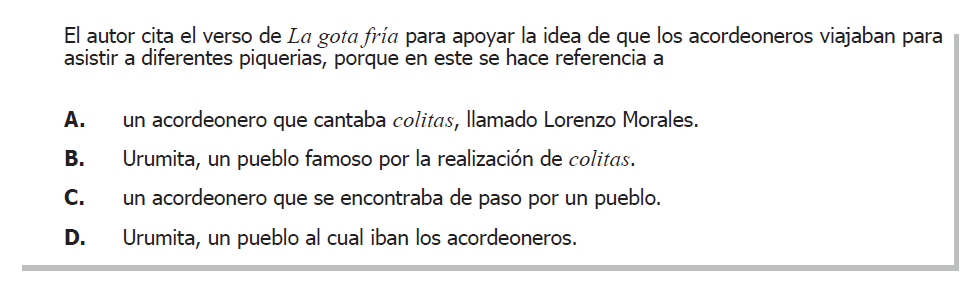 El autor cita el verso de La gota fría para apoyar la idea de que los acordeoneros viajaban para
asistir a diferentes piquerias, porque en este se hace referencia a
A. un acordeonero que cantaba colitas, llamado Lorenzo Morales.
B. Urumita, un pueblo famoso por la realización de colitas.
C. un acordeonero que se encontraba de paso por un pueblo.
D. Urumita, un pueblo al cual iban los acordeoneros.